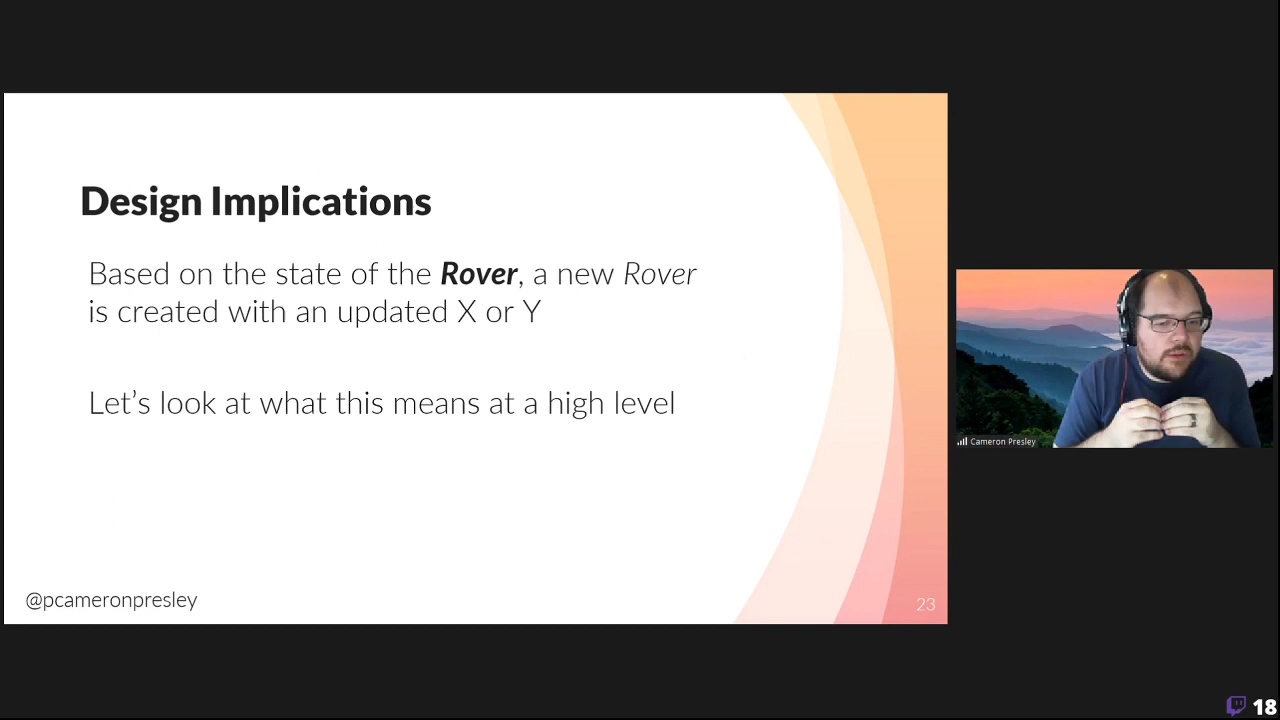 Design Implications
Based on the state of the Rover, a new Rover
is created with an updated X or Y
Let’s look at what this means at a high level
@pcameronpresley
23
Cameron Presley
18